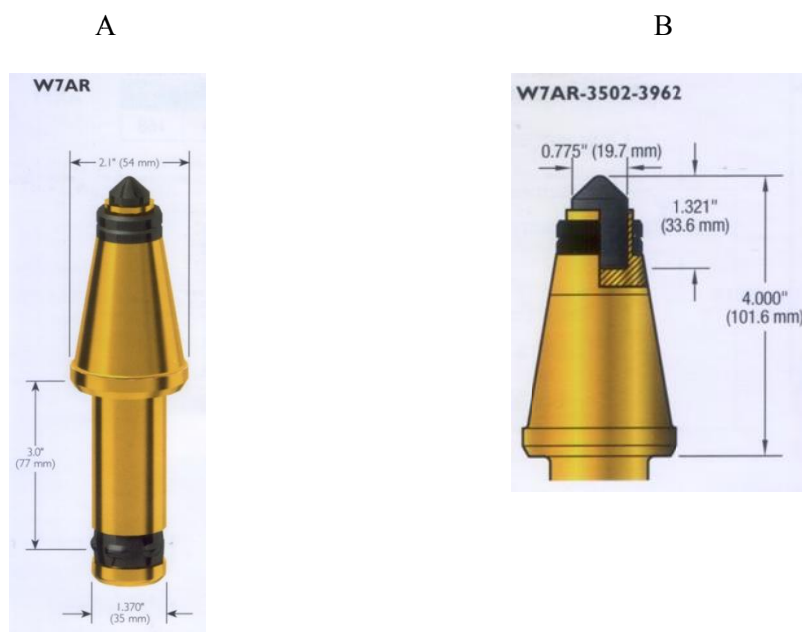 A
B
W7AR
2.1" (54 mm)
3.0"
(77 mm)
1.370"
(35 mm)
W7AR-3502-3962
0.775" (19.7 mm)
1.321"
(33.6 mm)
4.000"
(101.6 mm)